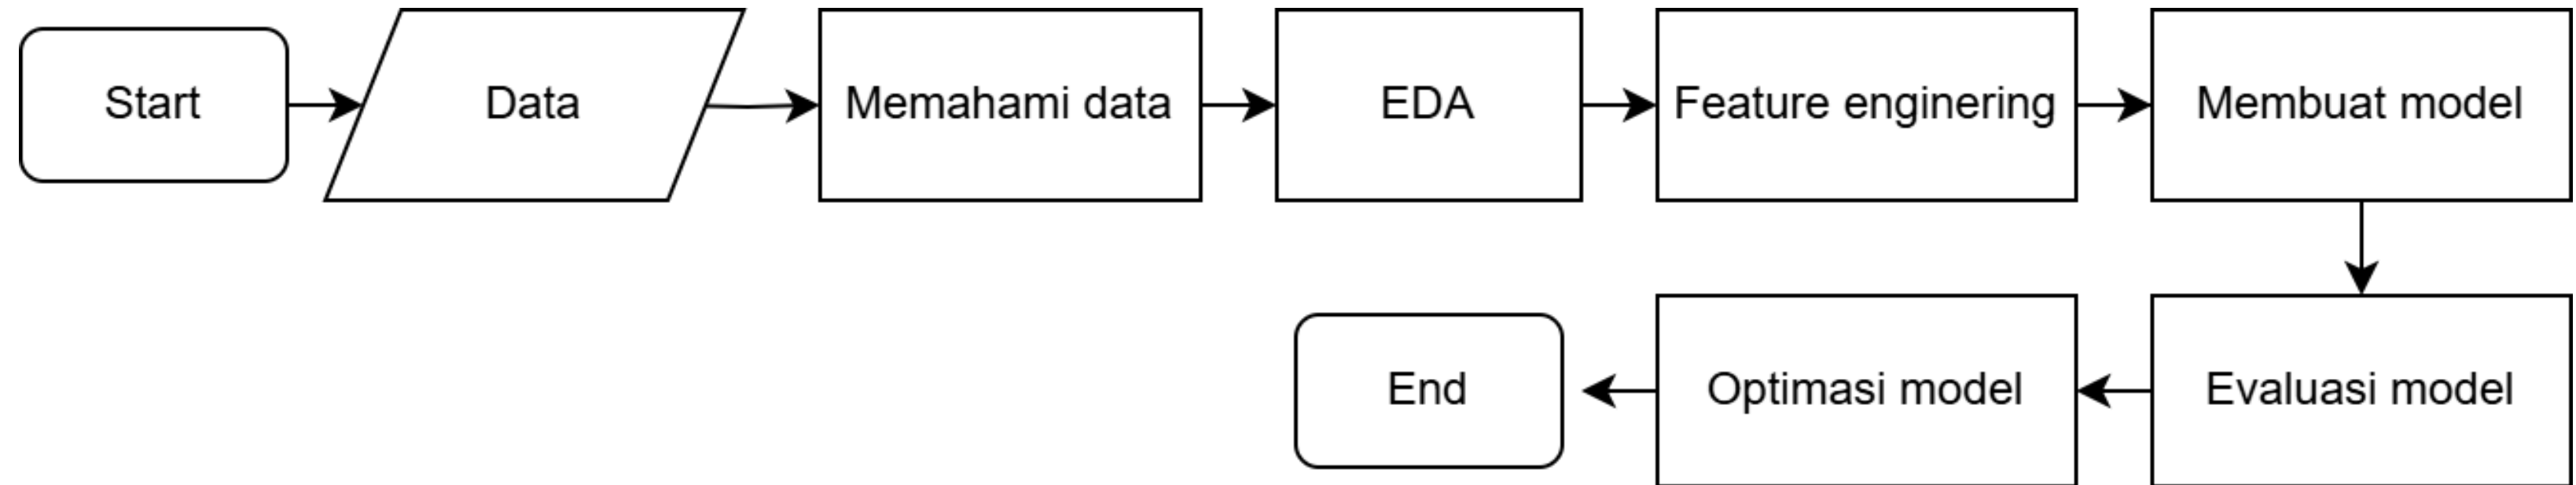 Start
Data
Memahami data
EDA
Feature enginering
Membuat model
End
Optimasi model
Evaluasi model